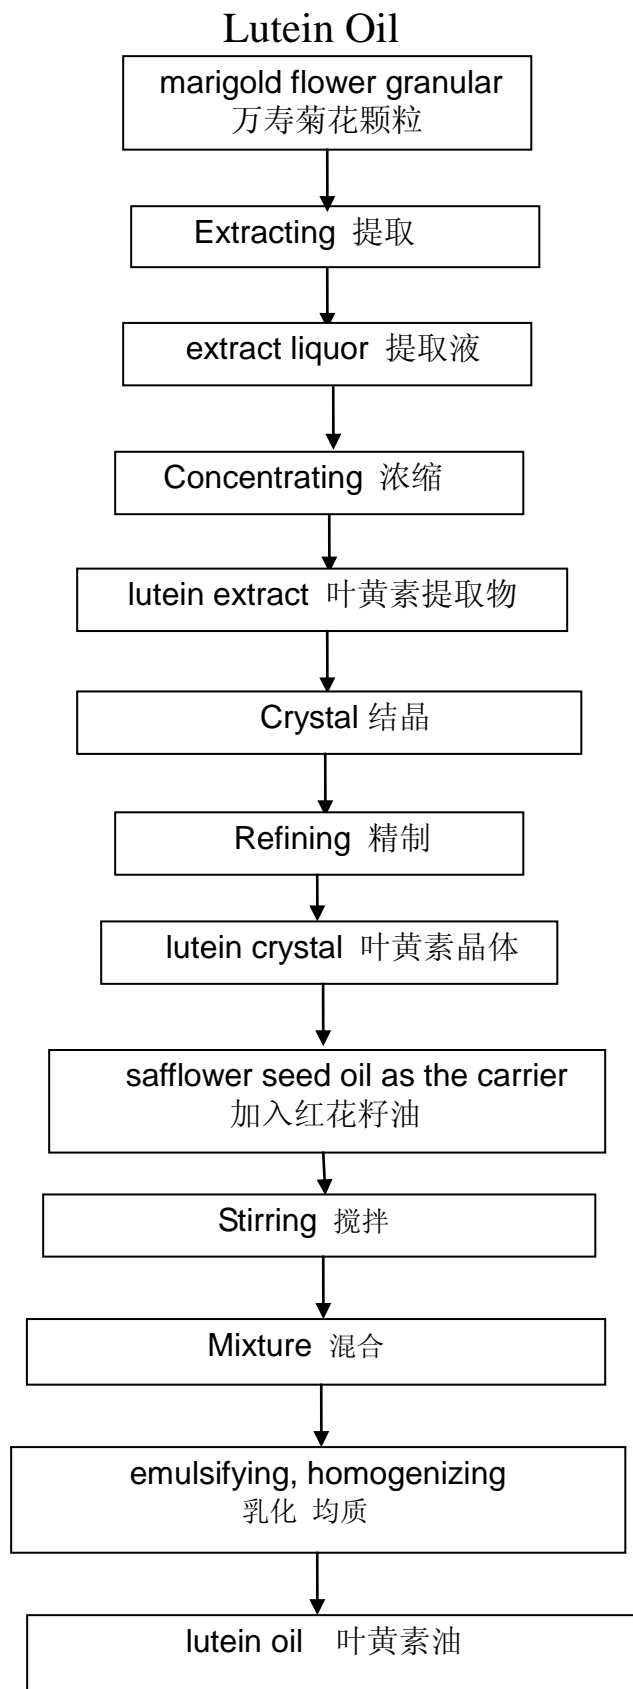 Lutein Oil
marigold flower granular
万寿菊花颗粒
Extracting 提取
extract liquor 提取液
Concentrating 浓缩
lutein extract 叶黄素提取物
Crystal 结晶
Refining 精制
lutein crystal 叶黄素晶体
safflower seed oil as the carrier
加入红花籽油
Stirring 搅拌
Mixture 混合
emulsifying, homogenizing
乳化 均质
lutein oil 叶黄素油